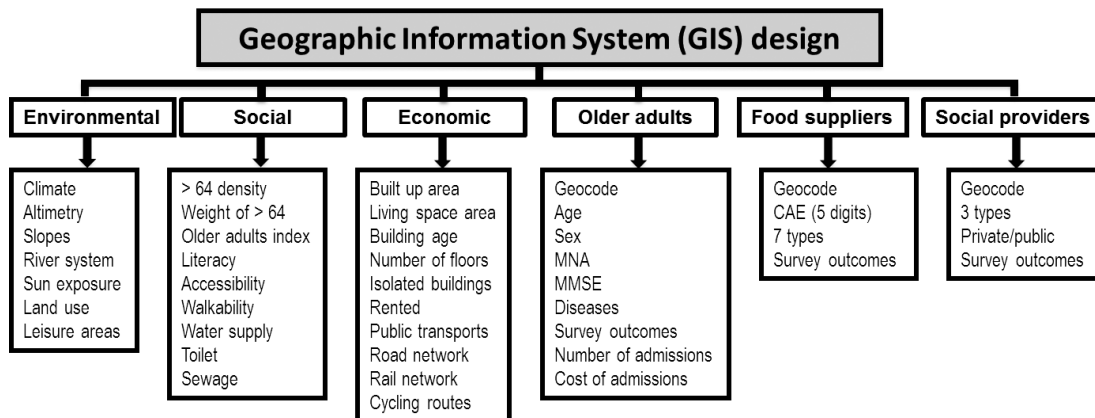 Geographic Information System (GIS) design
Environmental
Social
Economic
Older adults
Food suppliers
Social providers
Climate
Altimetry
Slopes
River system
Sun exposure
Land use
Leisure areas
> 64 density
Weight of > 64
Older adults index
Literacy
Accessibility
Walkability
Water supply
Toilet
Sewage
Built up area
Living space area
Building age
Number of floors
Isolated buildings
Rented
Public transports
Road network
Rail network
Cycling routes
Geocode
Age
Sex
MNA
MMSE
Diseases
Survey outcomes
Number of admissions
Cost of admissions
Geocode
CAE (5 digits)
7 types
Survey outcomes
Geocode
3 types
Private/public
Survey outcomes